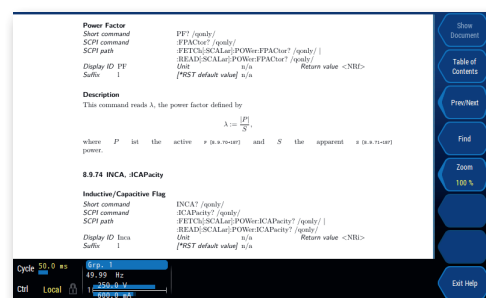 Power Factor
Short command PF? /qonly/
SCPI command :FPACtor? /qonly/
SCPI path :FETCh[:SCALar]:POWer:FPACtor? /qonly/ |
:READ[:SCALar]:POWer:FPACtor? /qonly/
Display ID PF Unit n/a Return value <NRf>
Suffix 1 [*RST default value] n/a
Description
This command reads λ, the power factor defined by
λ := |P| / S,
where P ist the active P (8.9.70→187) and S the apparent S (8.9.71→187)
power.
8.9.74 INCA, :ICAPacity
Inductive/Capacitive Flag
Short command INCA? /qonly/
SCPI command :ICAPacity? /qonly/
SCPI path :FETCh[:SCALar]:POWer:ICAPacity? /qonly/ |
:READ[:SCALar]:POWer:ICAPacity? /qonly/
Display ID Inca Unit n/a Return value <NRi>
Suffix 1 [*RST default value] n/a
Show
Document
Table of
Contents
Prev/Next
Find
Zoom
100 %
Exit Help
Cycle 50.0 ms
Ctrl Local
Grp. 1
49.99 Hz
1 250.0 V
600.0 mA